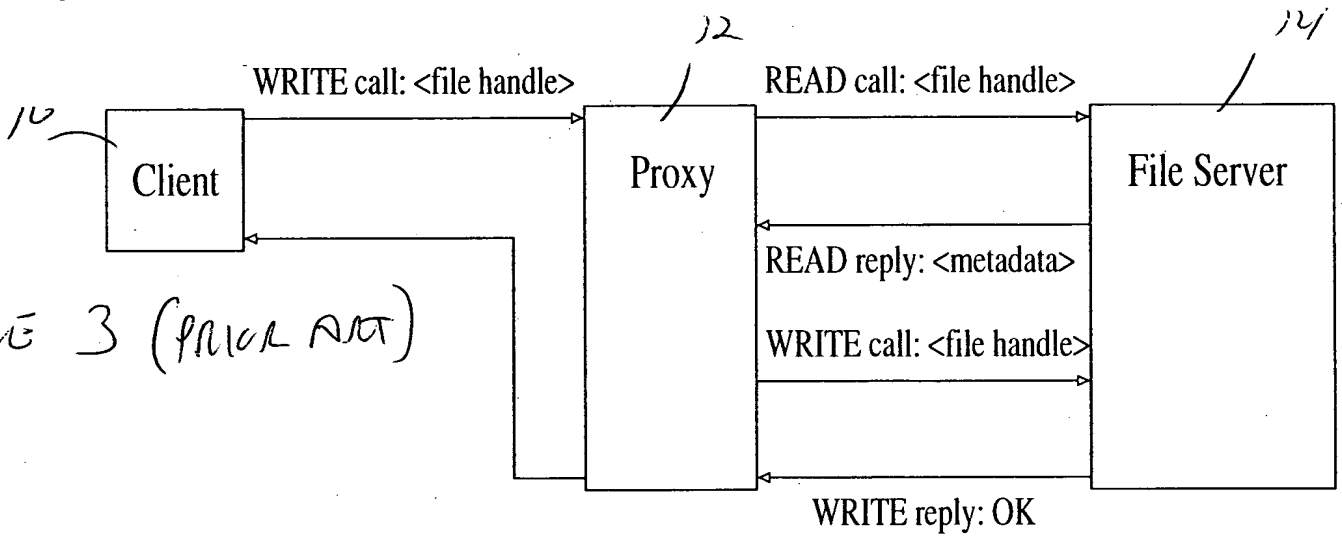 12
14
WRITE call: <file handle>
READ call: <file handle>
10
Client
Proxy
File Server
READ reply: <metadata>
3 (PRIOR ART)
WRITE call: <file handle>
WRITE reply: OK